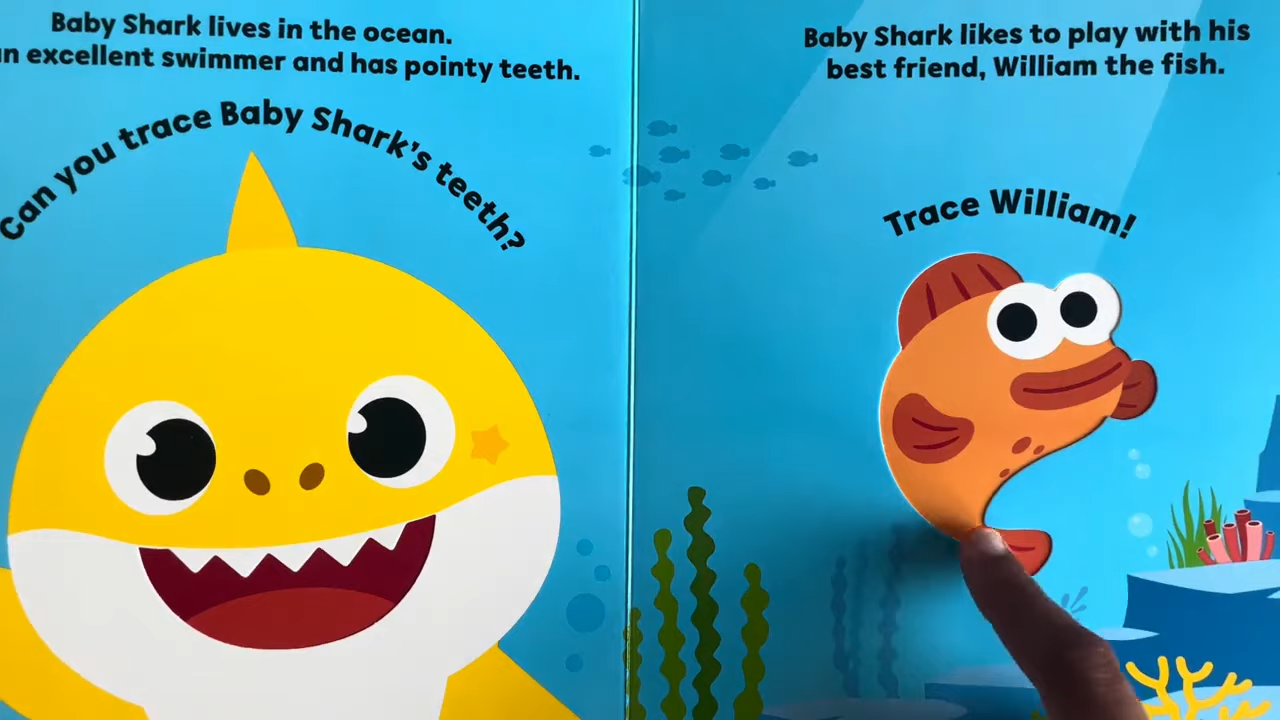 Baby Shark lives in the ocean.
excellent swimmer and has pointy teeth.
Can you trace Baby Shark's teeth?
Baby Shark likes to play with his
best friend, William the fish.
Trace William!